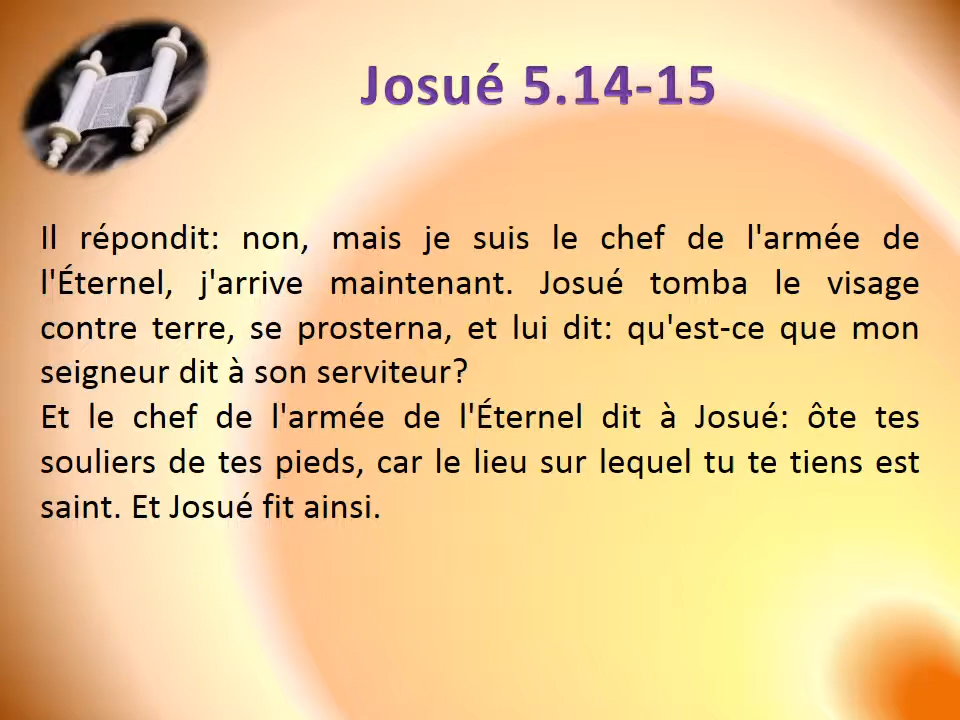 Josué 5.14-15
Il répondit: non, mais je suis le chef de l'armée de
l'Éternel, j'arrive maintenant. Josué tomba le visage
contre terre, se prosterna, et lui dit: qu'est-ce que mon
seigneur dit à son serviteur?
Et le chef de l'armée de l'Éternel dit à Josué: ôte tes
souliers de tes pieds, car le lieu sur lequel tu te tiens est
saint. Et Josué fit ainsi.